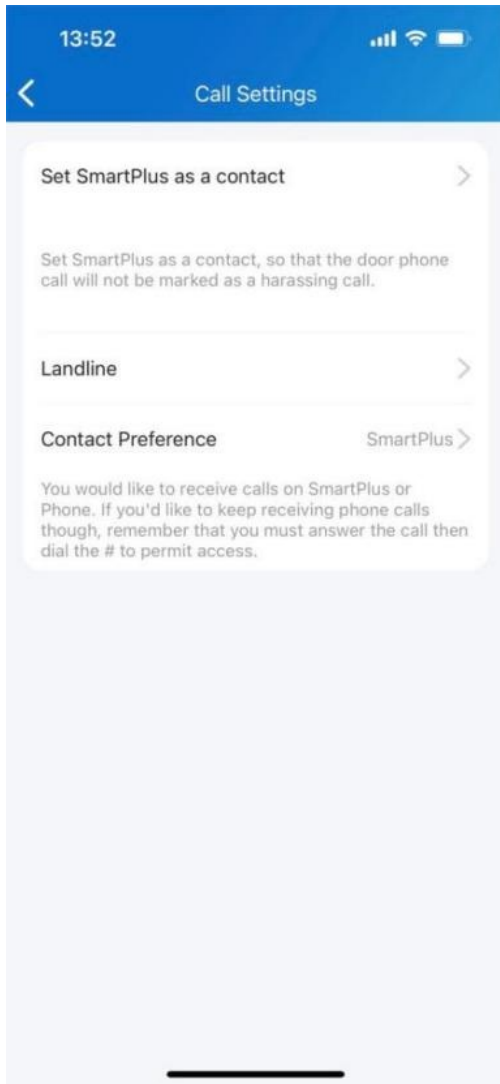 13:52
Call Settings
Set SmartPlus as a contact
Set SmartPlus as a contact, so that the door phone
call will not be marked as a harassing call.
Landline
Contact Preference SmartPlus
You would like to receive calls on SmartPlus or
Phone. If you'd like to keep receiving phone calls
though, remember that you must answer the call then
dial the # to permit access.